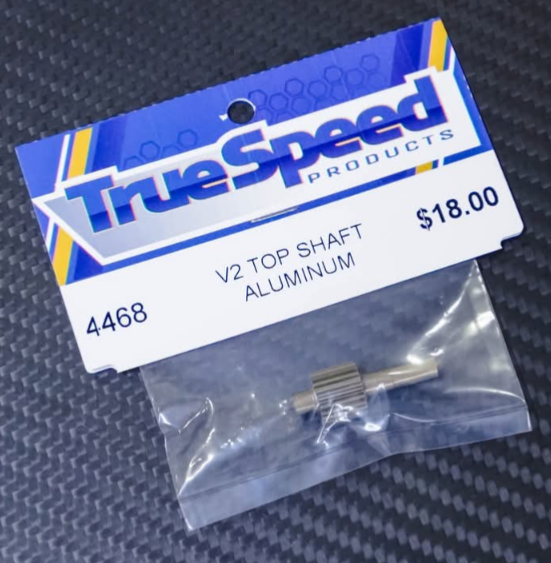 TrueSpeed
PRODUCTS
$18.00
V2 TOP SHAFT
ALUMINUM
4468